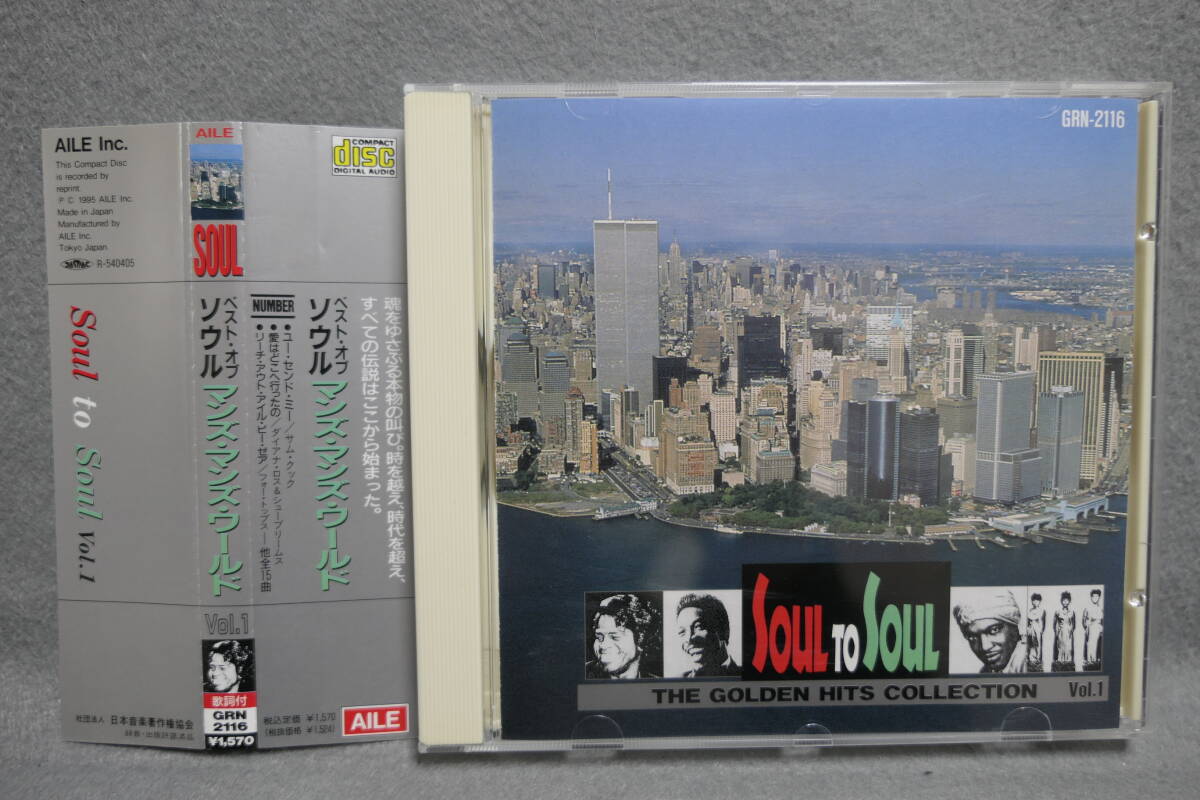 AILE Inc.
This Compact Disc
is recorded by
reprint.
Ⓟ © 1995 AILE Inc.
Made in Japan
Manufactured by
AILE Inc.
Tokyo Japan.
R-540405
Soul to Soul Vol.1
社団法人 日本音楽著作権協会
AILE
SOUL
ベスト・オブ
ソウル マンズ・マンズ・ワールド
Vol.1
歌詞付
GRN
2116
¥1,570
COMPACT
disc
DIGITAL AUDIO
魂をゆさぶる本物の叫び。時を越え、時代を超え、
すべての伝説はここから始まった。
ベスト・オブ
ソウル マンズ・マンズ・ワールド
NUMBER
●ユー・センド・ミー/サム・クック
●愛はどこへ行ったの/ダイアナ・ロス&シュープリームス
●リーチ・アウト・アイル・ビー・ゼア/フォー・トップス—他全15曲
税込定価 ¥1,570
(税抜価格 ¥1,524)
AILE
GRN-2116
SOUL TO SOUL
THE GOLDEN HITS COLLECTION Vol.1